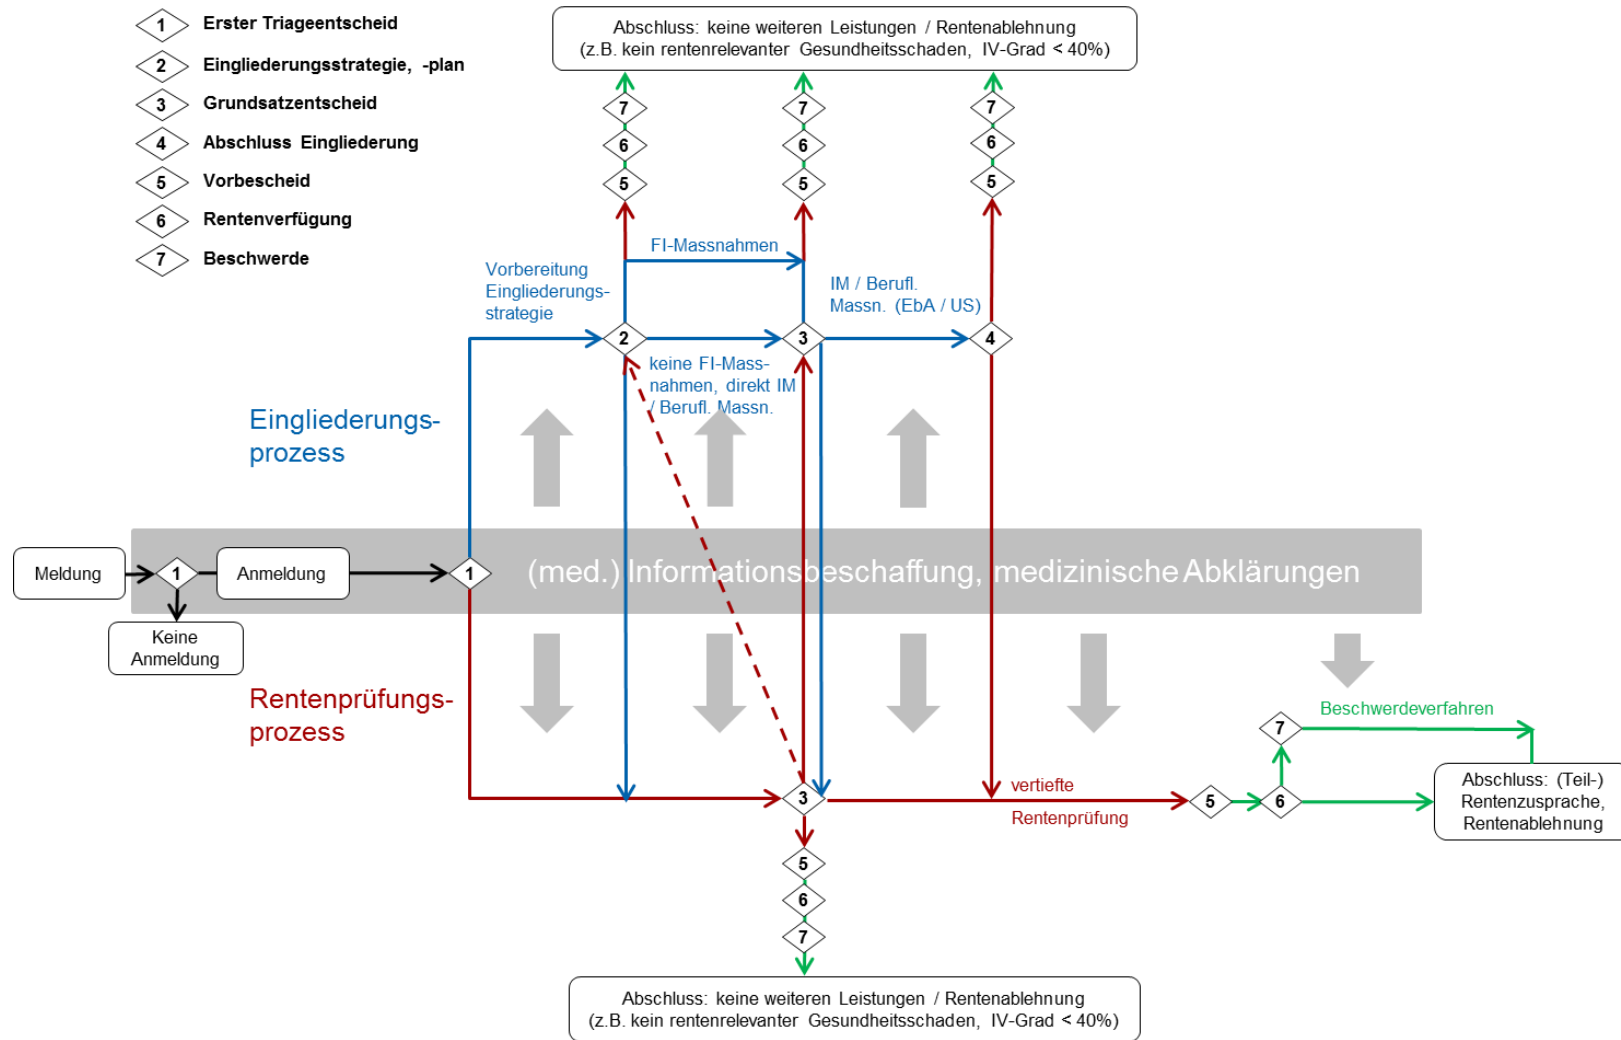 1 Erster Triageentscheid
2 Eingliederungsstrategie, -plan
3 Grundsatzentscheid
4 Abschluss Eingliederung
5 Vorbescheid
6 Rentenverfügung
7 Beschwerde
Abschluss: keine weiteren Leistungen / Rentenablehnung
(z.B. kein rentenrelevanter Gesundheitsschaden, IV-Grad < 40%)
7 7 7
6 6 6
5 5 5
FI-Massnahmen
Vorbereitung
Eingliederungs-
strategie
IM / Berufl.
Massn. (EbA / US)
2 3 4
keine FI-Mass-
nahmen, direkt IM
/ Berufl. Massn.
Eingliederungs-
prozess
Meldung 1 Anmeldung 1 (med.) Informationsbeschaffung, medizinische Abklärungen
Keine
Anmeldung
Rentenprüfungs-
prozess
Beschwerdeverfahren
7
3 vertiefte
Rentenprüfung
5 6
Abschluss: (Teil-)
Rentenzusprache,
Rentenablehnung
5
6
7
Abschluss: keine weiteren Leistungen / Rentenablehnung
(z.B. kein rentenrelevanter Gesundheitsschaden, IV-Grad < 40%)